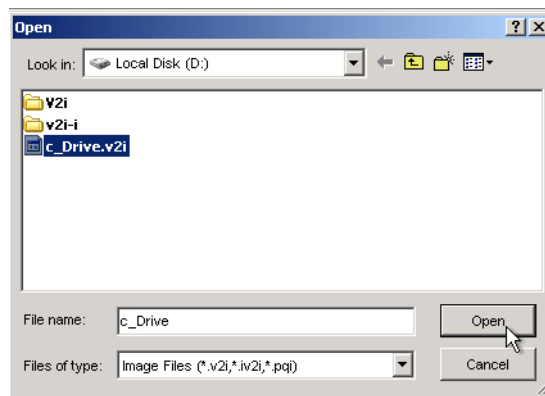 Open
Look in: Local Disk (D:)
V2i
v2i-i
c_Drive.v2i
File name: c_Drive Open
Files of type: Image Files (*.v2i,*.iv2i,*.pqi) Cancel